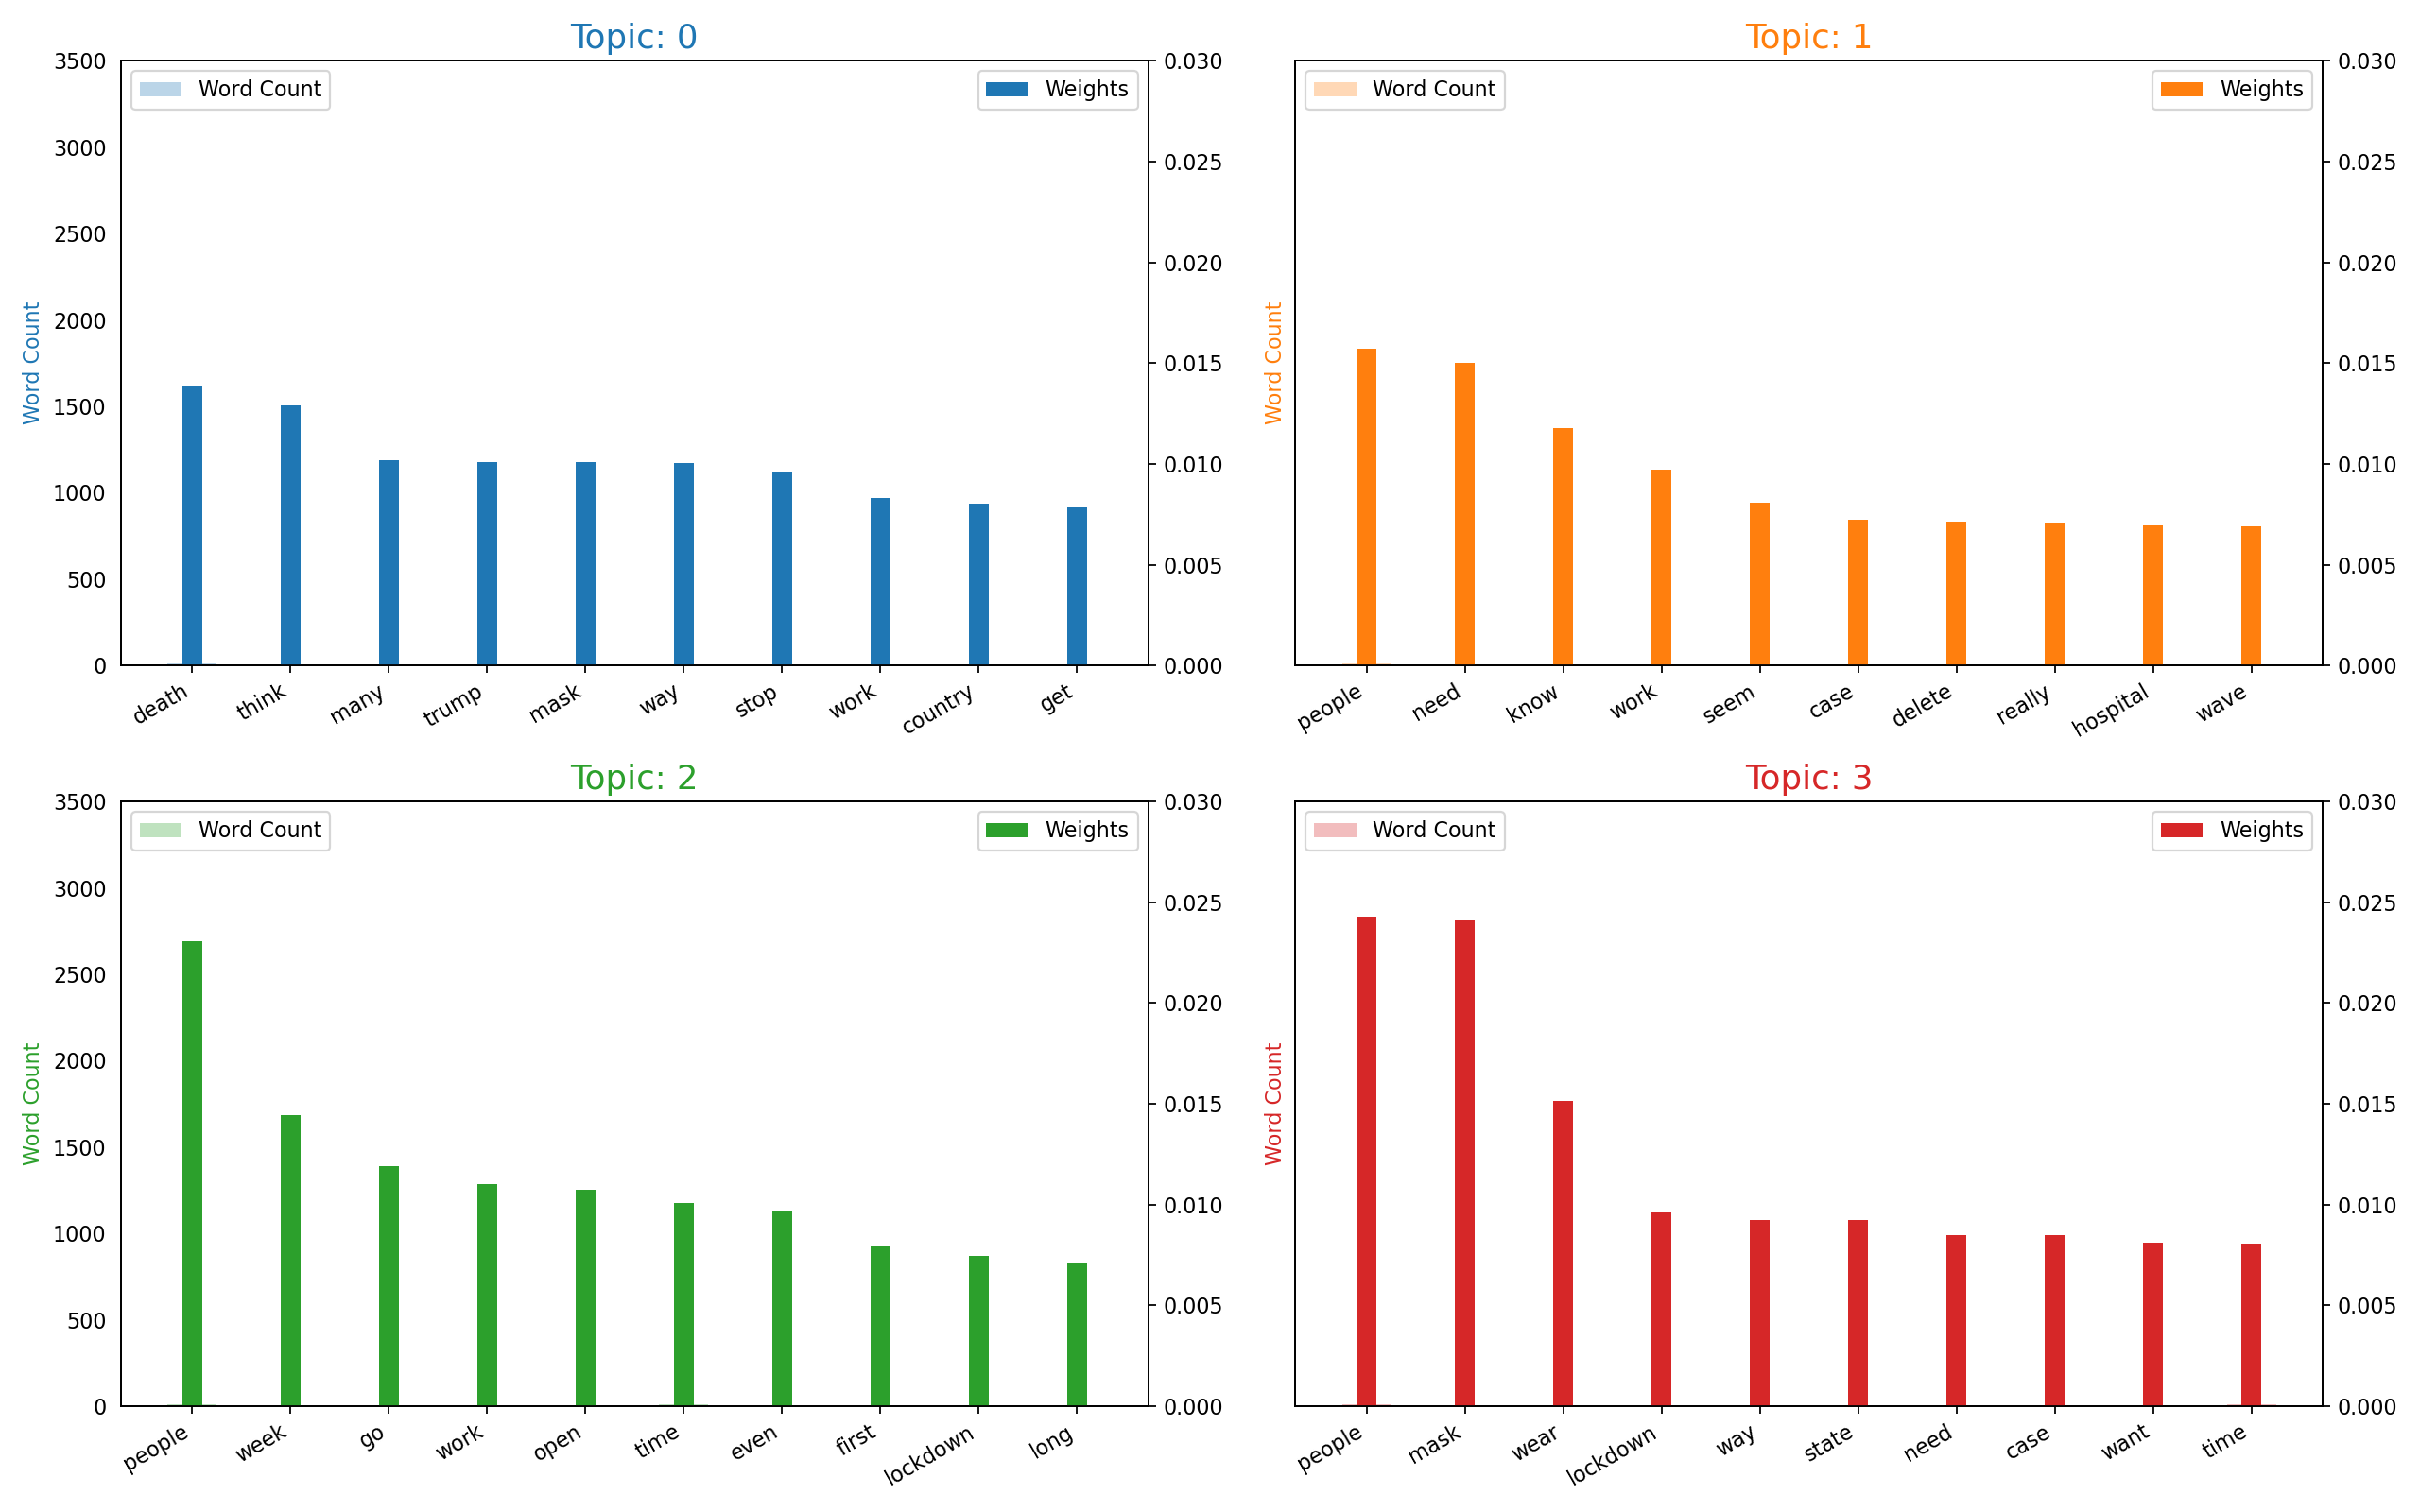 Topic: 0
Word Count
Weights
3500
3000
2500
2000
1500
1000
500
0
Word Count
0.030
0.025
0.020
0.015
0.010
0.005
0.000
death think many trump mask way stop work country get
Topic: 1
Word Count
Weights
Word Count
0.030
0.025
0.020
0.015
0.010
0.005
0.000
people need know work seem case delete really hospital wave
Topic: 2
Word Count
Weights
3500
3000
2500
2000
1500
1000
500
0
Word Count
0.030
0.025
0.020
0.015
0.010
0.005
0.000
people week go work open time even first lockdown long
Topic: 3
Word Count
Weights
Word Count
0.030
0.025
0.020
0.015
0.010
0.005
0.000
people mask wear lockdown way state need case want time